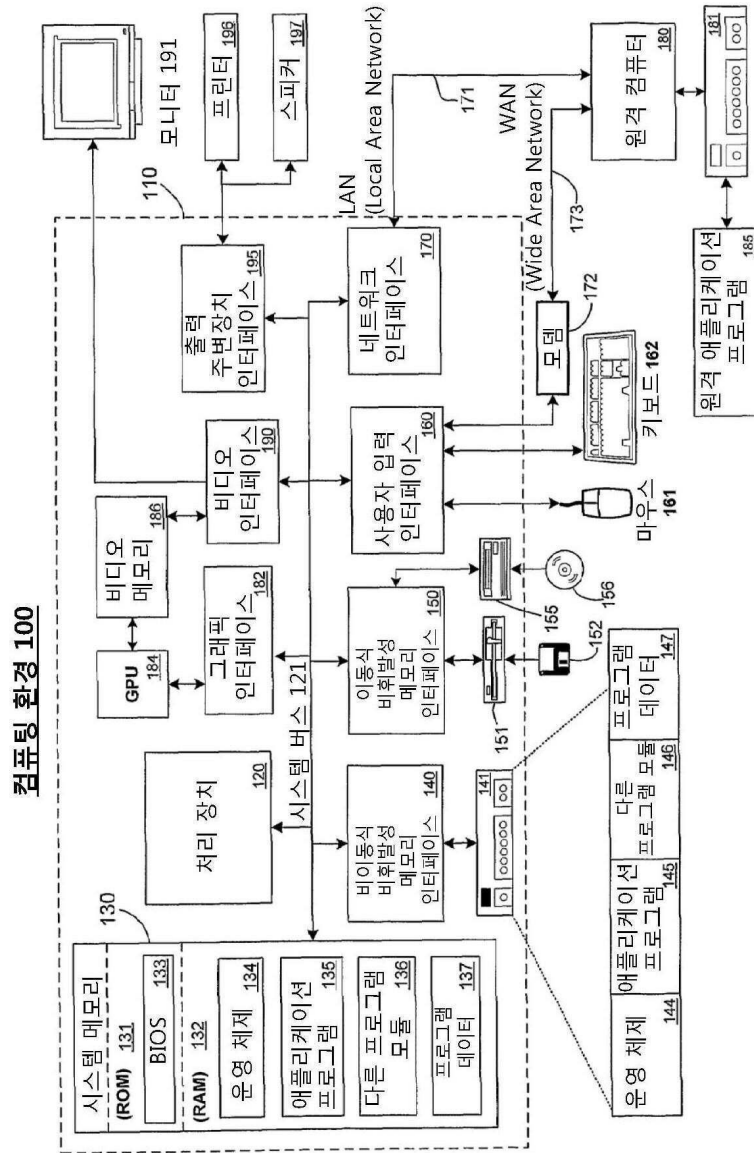 컴퓨팅 환경 100
110
130
시스템 메모리
(ROM) 131
BIOS 133
(RAM) 132
운영 체제 134
애플리케이션
프로그램 135
다른 프로그램
모듈 136
프로그램
데이터 137
처리 장치
120
시스템 버스 121
GPU
184
비디오
메모리
186
그래픽
인터페이스
182
비디오
인터페이스
190
출력
주변장치
인터페이스
195
모니터 191
프린터 196
스피커 197
비이동식
비휘발성
메모리
인터페이스
140
이동식
비휘발성
메모리
인터페이스
150
사용자 입력
인터페이스
160
네트워크
인터페이스
170
LAN
(Local Area Network)
171
WAN
(Wide Area Network)
173
모뎀
172
141
151
152
155
156
마우스 161
키보드 162
원격 컴퓨터
180
181
원격 애플리케이션
프로그램
185
운영 체제 144
애플리케이션
프로그램 145
다른
프로그램 모듈
146
프로그램
데이터 147